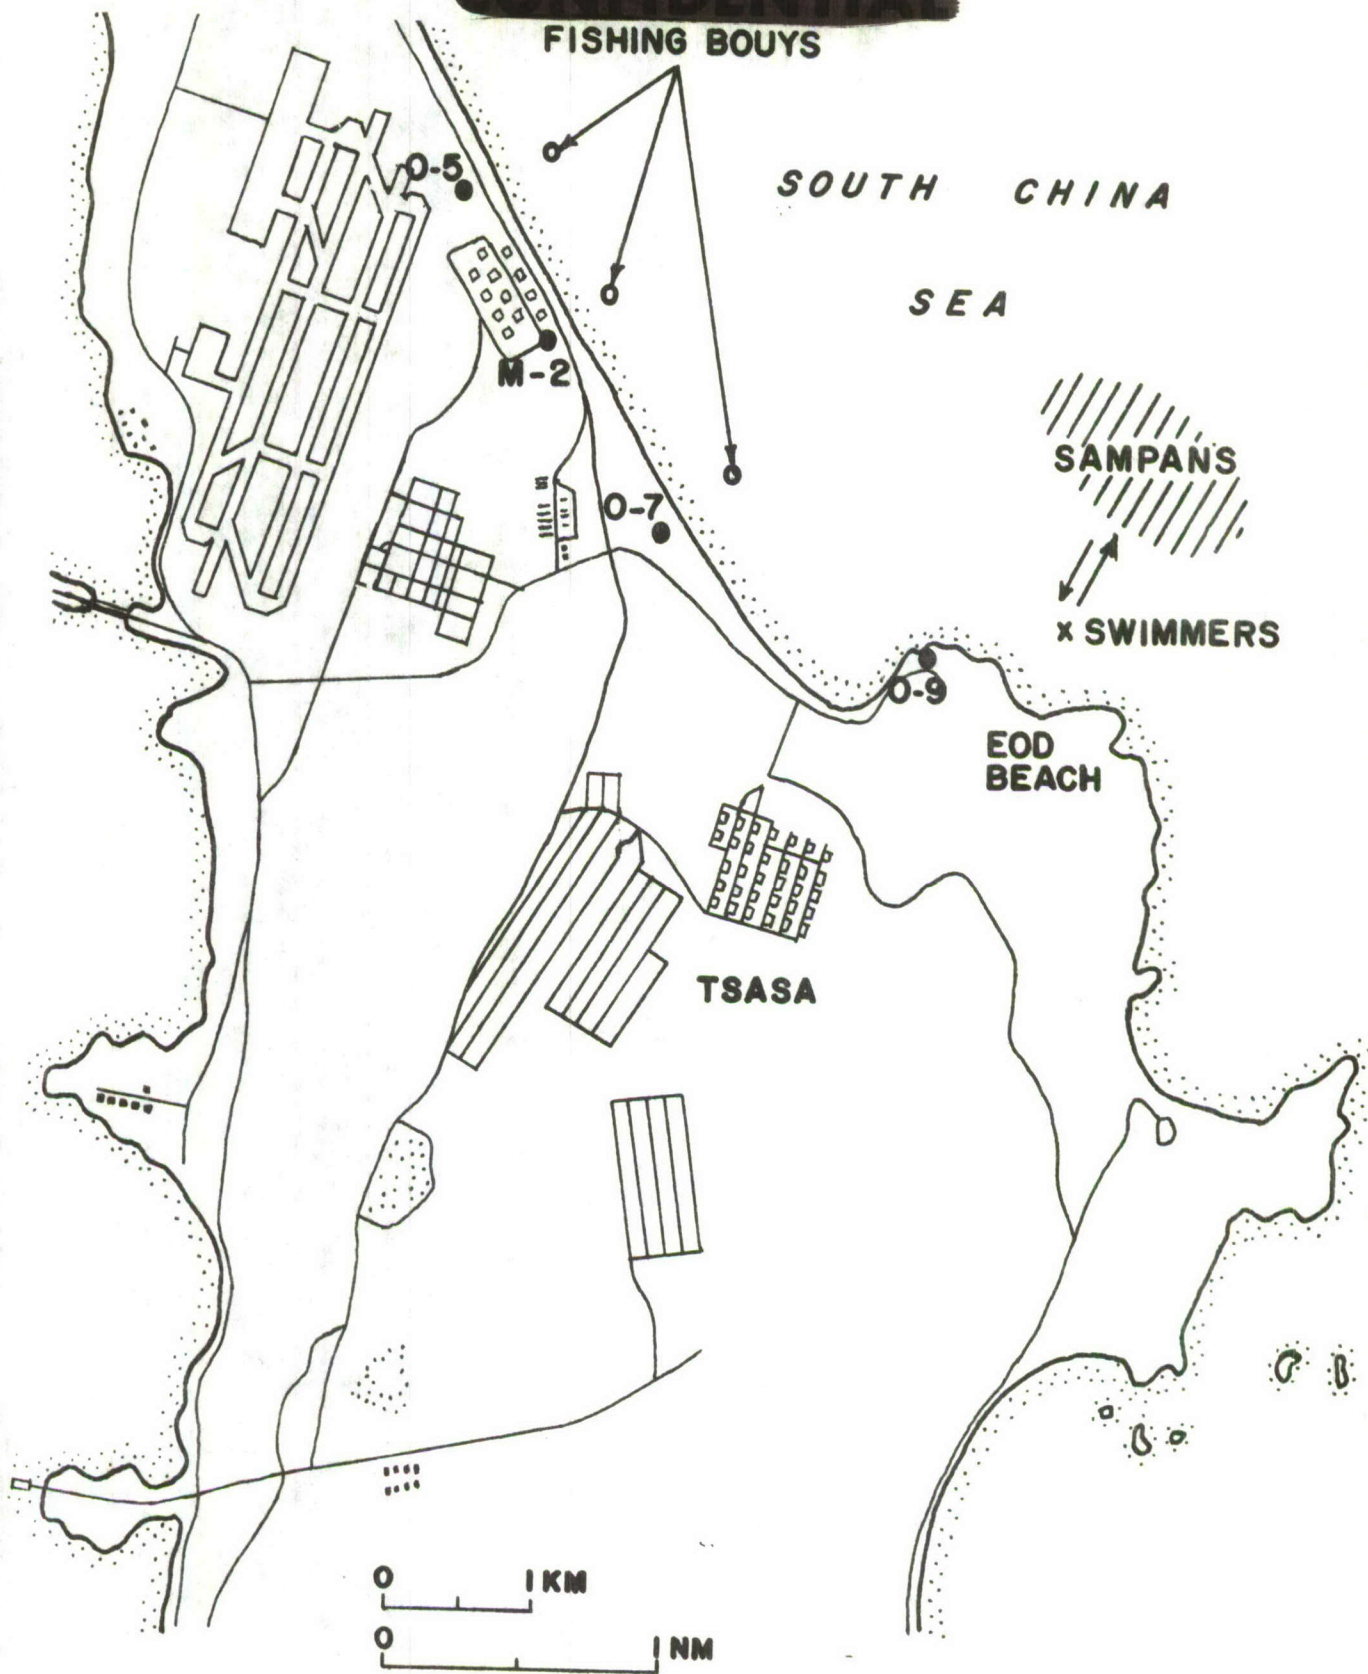 CONFIDENTIAL
FISHING BOUYS
O-5
SOUTH CHINA
SEA
M-2
SAMPANS
O-7
x SWIMMERS
O-9
EOD
BEACH
TSASA
0 1 KM
0 1 NM